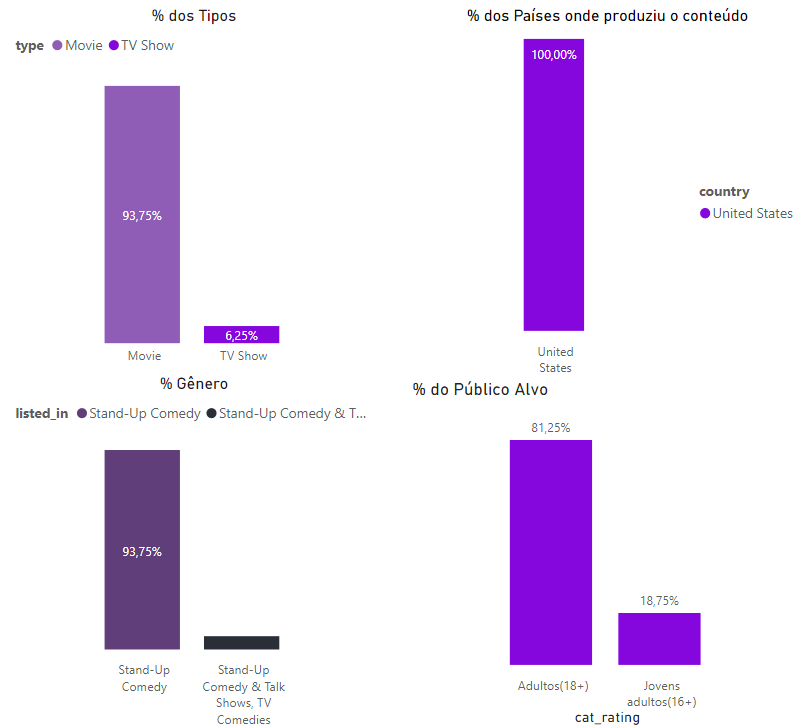 % dos Tipos
type Movie TV Show
93,75%
6,25%
Movie
TV Show
% dos Países onde produziu o conteúdo
100,00%
United
States
country
United States
% Gênero
listed_in Stand-Up Comedy Stand-Up Comedy & T...
93,75%
Stand-Up
Comedy
Stand-Up
Comedy & Talk
Shows, TV
Comedies
% do Público Alvo
81,25%
18,75%
Adultos(18+)
Jovens
adultos(16+)
cat_rating